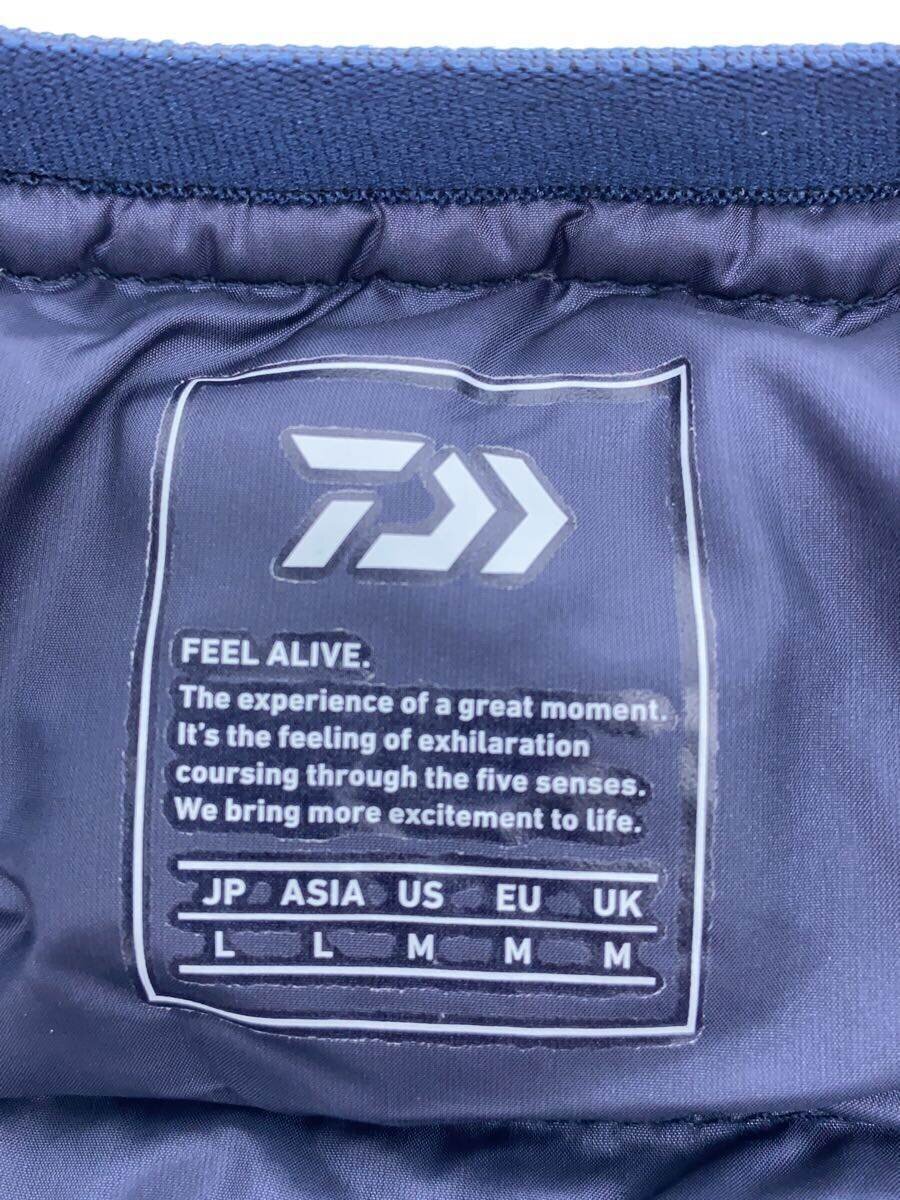 FEEL ALIVE.
The experience of a great moment.
It's the feeling of exhilaration
coursing through the five senses.
We bring more excitement to life.
JP ASIA US EU UK
L L M M M